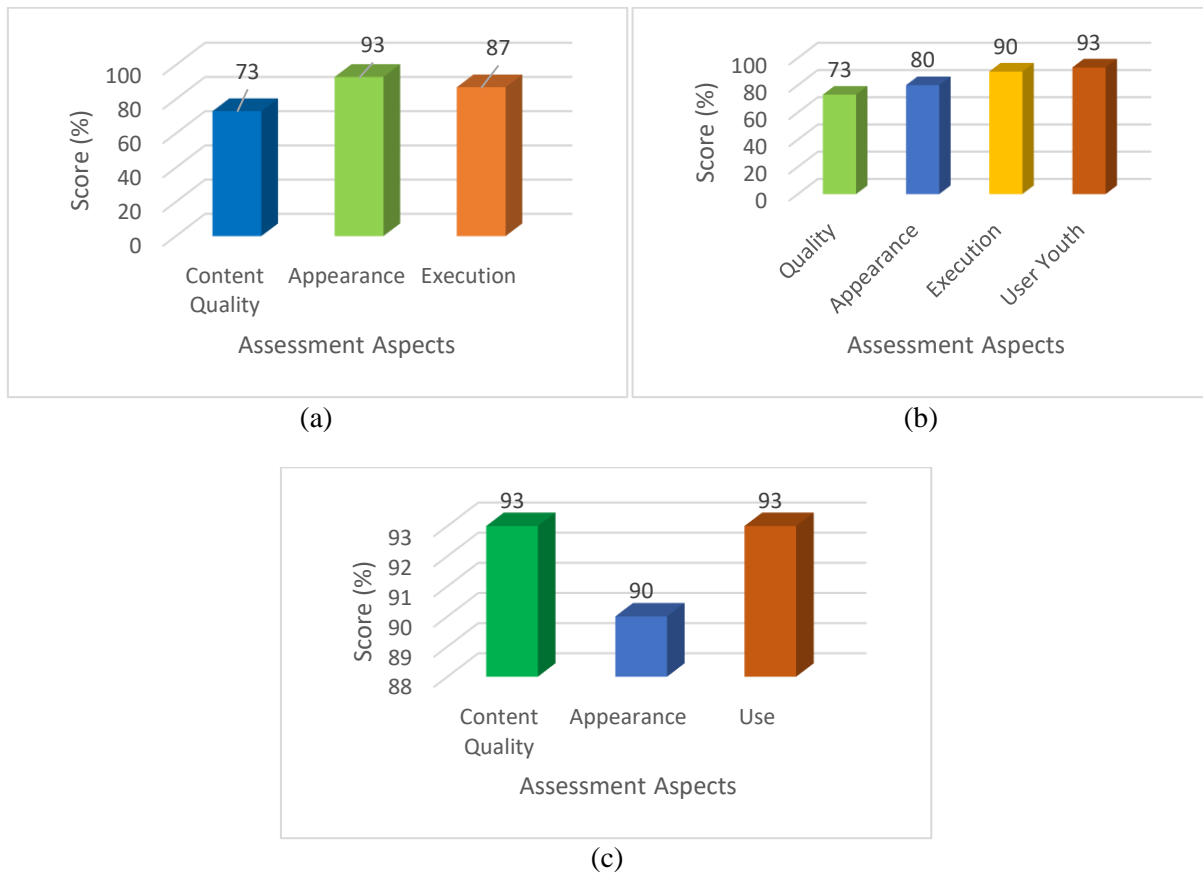 73
93
87
100
80
60
40
20
0
Score (%)
Content
Quality
Appearance
Execution
Assessment Aspects
(a)
73
80
90
93
100
80
60
40
20
0
Score (%)
Quality
Appearance
Execution
User Youth
Assessment Aspects
(b)
93
90
93
93
92
91
90
89
88
Score (%)
Content
Quality
Appearance
Use
Assessment Aspects
(c)